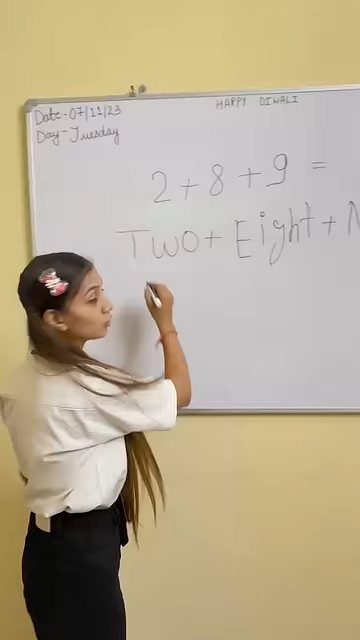 Date-07/11/23
HAPPY DIWALI
Day-Tuesday
2+8+9=
Two+Eight+N